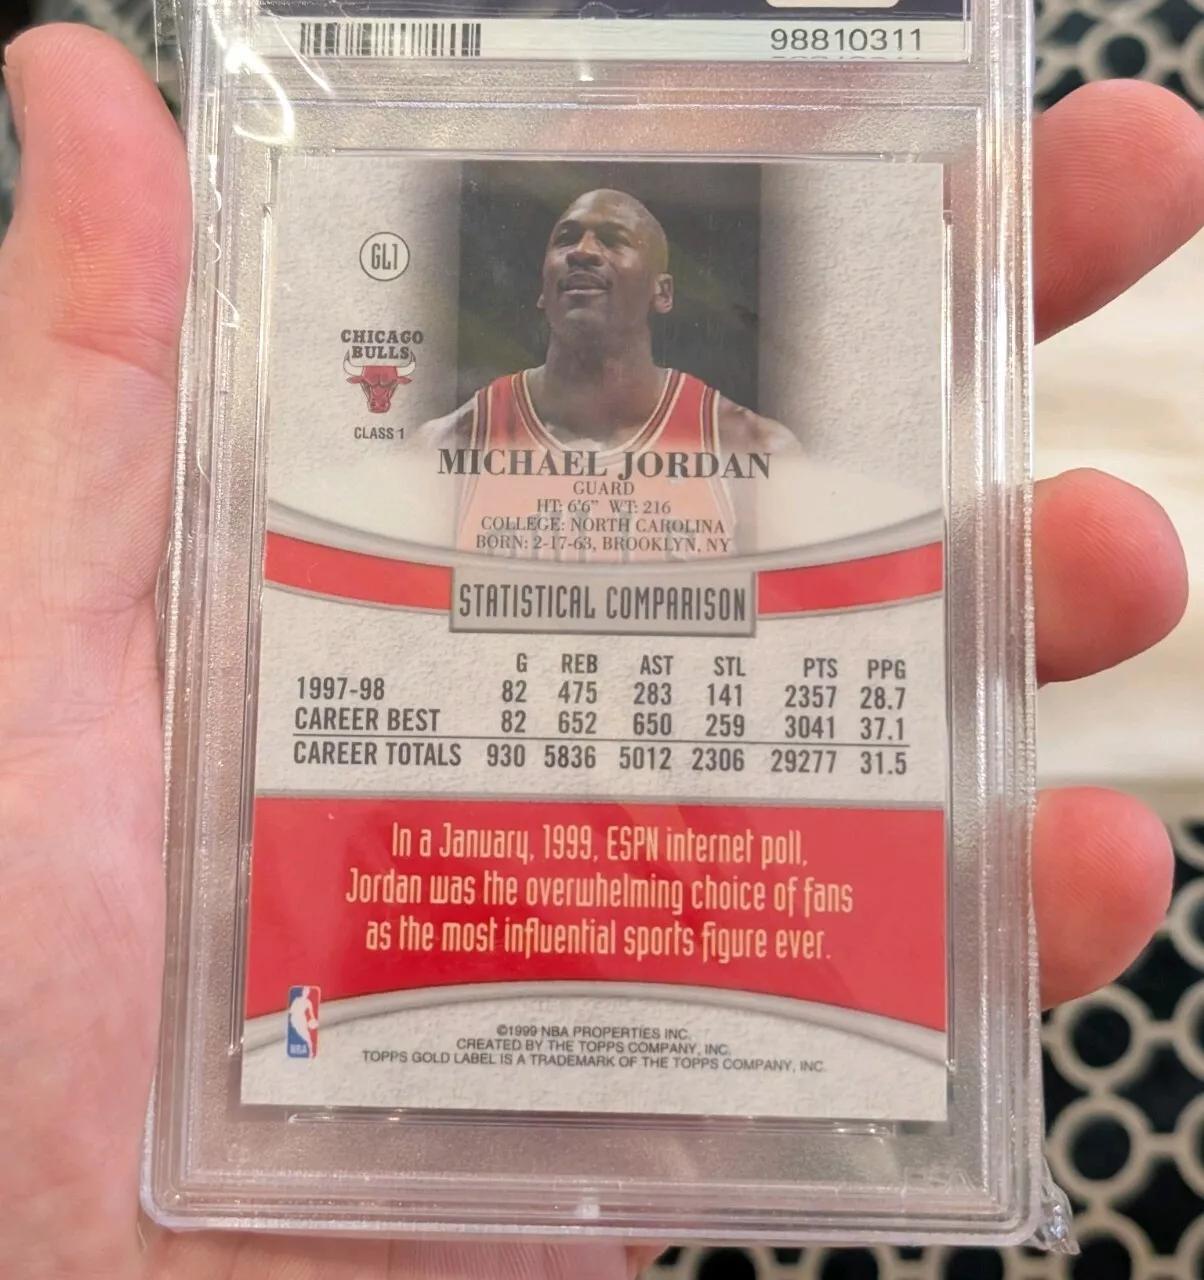 98810311
GL1
CHICAGO
BULLS
CLASS 1
MICHAEL JORDAN
GUARD
HT: 6'6" WT: 216
COLLEGE: NORTH CAROLINA
BORN: 2-17-63, BROOKLYN, NY
STATISTICAL COMPARISON
G REB AST STL PTS PPG
1997-98 82 475 283 141 2357 28.7
CAREER BEST 82 652 650 259 3041 37.1
CAREER TOTALS 930 5836 5012 2306 29277 31.5
In a January, 1999, ESPN internet poll,
Jordan was the overwhelming choice of fans
as the most influential sports figure ever.
NBA
©1999 NBA PROPERTIES INC.
CREATED BY THE TOPPS COMPANY, INC.
TOPPS GOLD LABEL IS A TRADEMARK OF THE TOPPS COMPANY, INC.